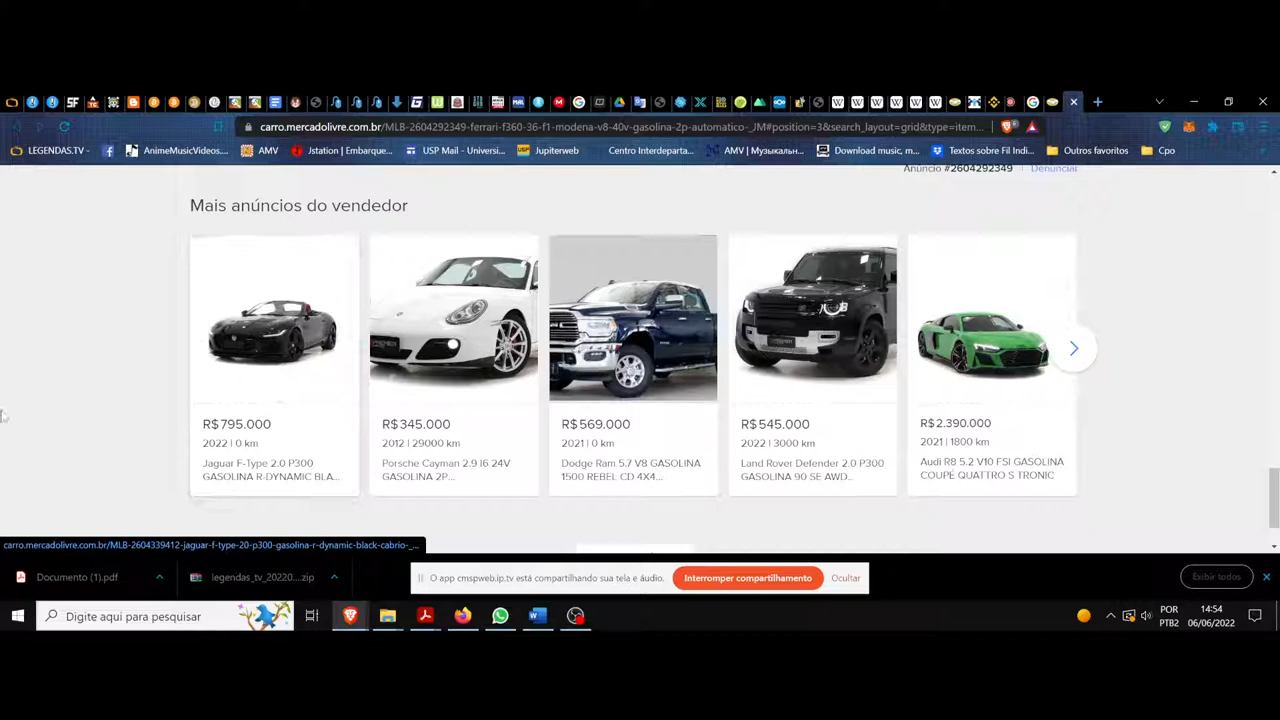 carro.mercadolivre.com.br/MLB-2604292349-ferrari-f360-36-f1-modena-v8-40v-gasolina-2p-automatico-_JM#position=3&search_layout=grid&type=item...
LEGENDAS.TV - AnimeMusicVideos... AMV Jstation | Embarque... USP Mail - Universi... Jupiterweb Centro Interdeparta... AMV | Музыкальн... Download music, m... Textos sobre Fil Indi... Outros favoritos Cpo
Anúncio #2604292349 | Denunciar
Mais anúncios do vendedor
R$ 795.000
2022 | 0 km
Jaguar F-Type 2.0 P300
GASOLINA R-DYNAMIC BLA...
R$ 345.000
2012 | 29000 km
Porsche Cayman 2.9 I6 24V
GASOLINA 2P...
R$ 569.000
2021 | 0 km
Dodge Ram 5.7 V8 GASOLINA
1500 REBEL CD 4X4...
R$ 545.000
2022 | 3000 km
Land Rover Defender 2.0 P300
GASOLINA 90 SE AWD...
R$ 2.390.000
2021 | 1800 km
Audi R8 5.2 V10 FSI GASOLINA
COUPÉ QUATTRO S TRONIC
carro.mercadolivre.com.br/MLB-2604339412-jaguar-f-type-20-p300-gasolina-r-dynamic-black-cabrio-_...
Documento (1).pdf
legendas_tv_20220....zip
O app cmspweb.ip.tv está compartilhando sua tela e áudio.
Interromper compartilhamento
Ocultar
Exibir todos
Digite aqui para pesquisar
POR
PTB2
14:54
06/06/2022